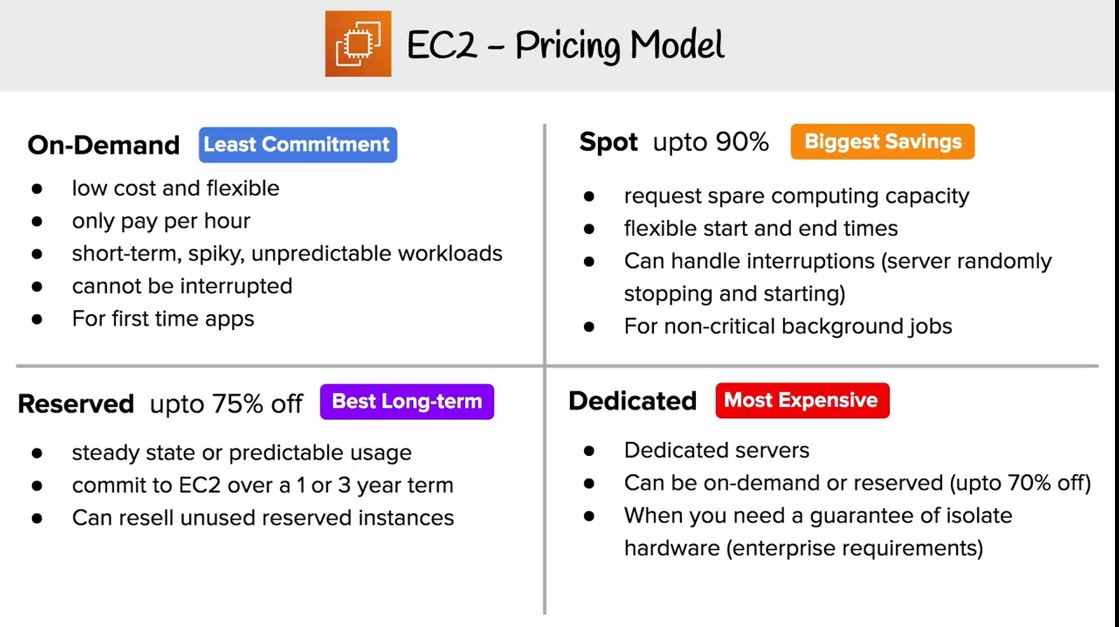 EC2 - Pricing Model
On-Demand Least Commitment
● low cost and flexible
● only pay per hour
● short-term, spiky, unpredictable workloads
● cannot be interrupted
● For first time apps
Spot upto 90% Biggest Savings
● request spare computing capacity
● flexible start and end times
● Can handle interruptions (server randomly
stopping and starting)
● For non-critical background jobs
Reserved upto 75% off Best Long-term
● steady state or predictable usage
● commit to EC2 over a 1 or 3 year term
● Can resell unused reserved instances
Dedicated Most Expensive
● Dedicated servers
● Can be on-demand or reserved (upto 70% off)
● When you need a guarantee of isolate
hardware (enterprise requirements)